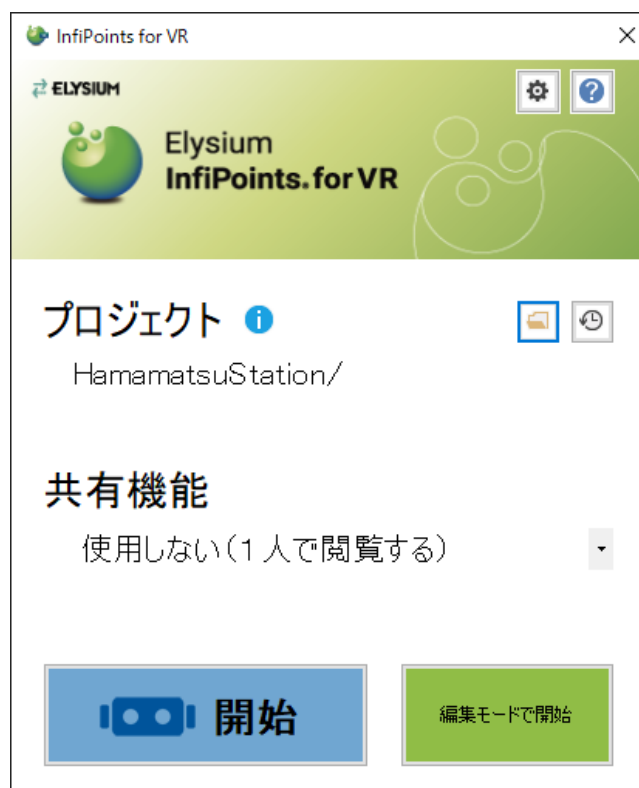 InfiPoints for VR
ELYSIUM
Elysium
InfiPoints.for VR
プロジェクト
HamamatsuStation/
共有機能
使用しない(1人で閲覧する)
開始
編集モードで開始